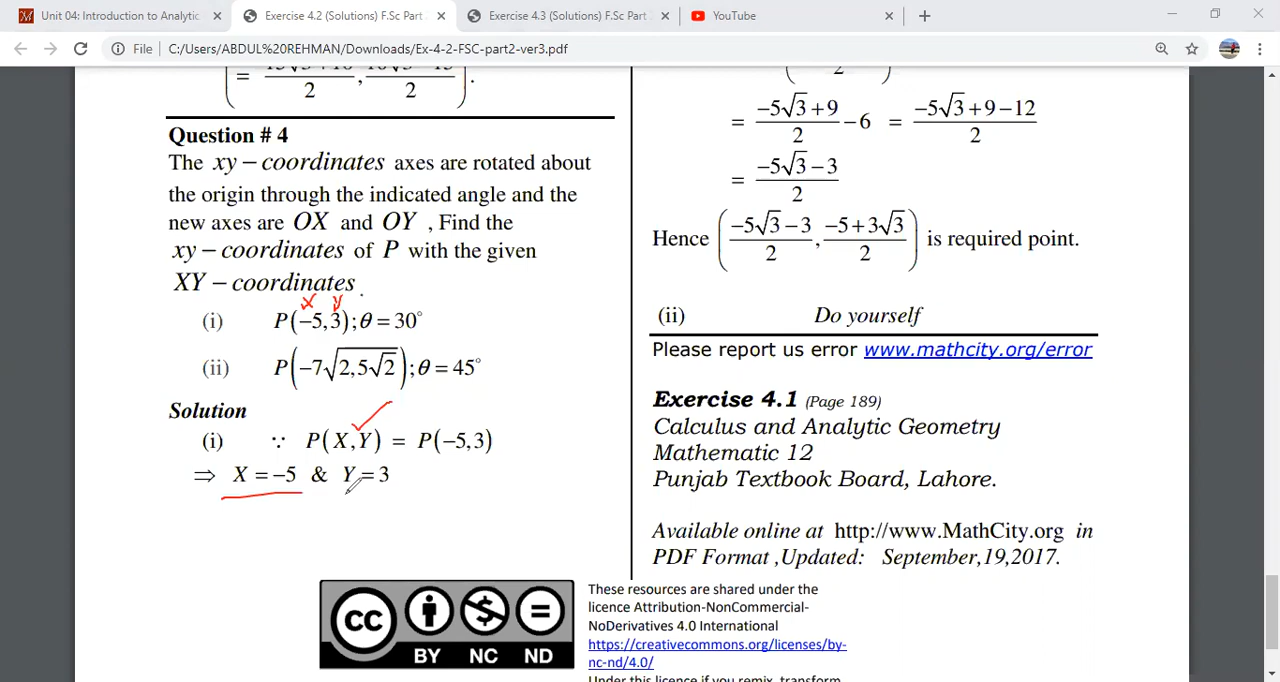 Unit 04: Introduction to Analytic
Exercise 4.2 (Solutions) F.Sc Part
Exercise 4.3 (Solutions) F.Sc Part
YouTube
File
C:/Users/ABDUL%20REHMAN/Downloads/Ex-4-2-FSC-part2-ver3.pdf
Question # 4
The xy − coordinates axes are rotated about
the origin through the indicated angle and the
new axes are OX and OY , Find the
xy − coordinates of P with the given
XY − coordinates .
X Y
(i) P(−5,3);θ = 30°
(ii) P(−7√2,5√2);θ = 45°
Solution
(i) ∵ P(X,Y) = P(−5,3)
⇒ X = −5 & Y = 3
= (−5√3 + 9)/2 − 6 = (−5√3 + 9 − 12)/2
= (−5√3 − 3)/2
Hence ((−5√3 − 3)/2, (−5 + 3√3)/2) is required point.
(ii) Do yourself
Please report us error www.mathcity.org/error
Exercise 4.1 (Page 189)
Calculus and Analytic Geometry
Mathematic 12
Punjab Textbook Board, Lahore.
Available online at http://www.MathCity.org in
PDF Format ,Updated: September,19,2017.
CC BY NC ND
These resources are shared under the
licence Attribution-NonCommercial-
NoDerivatives 4.0 International
https://creativecommons.org/licenses/by-
nc-nd/4.0/
Under this licence if you remix, transform